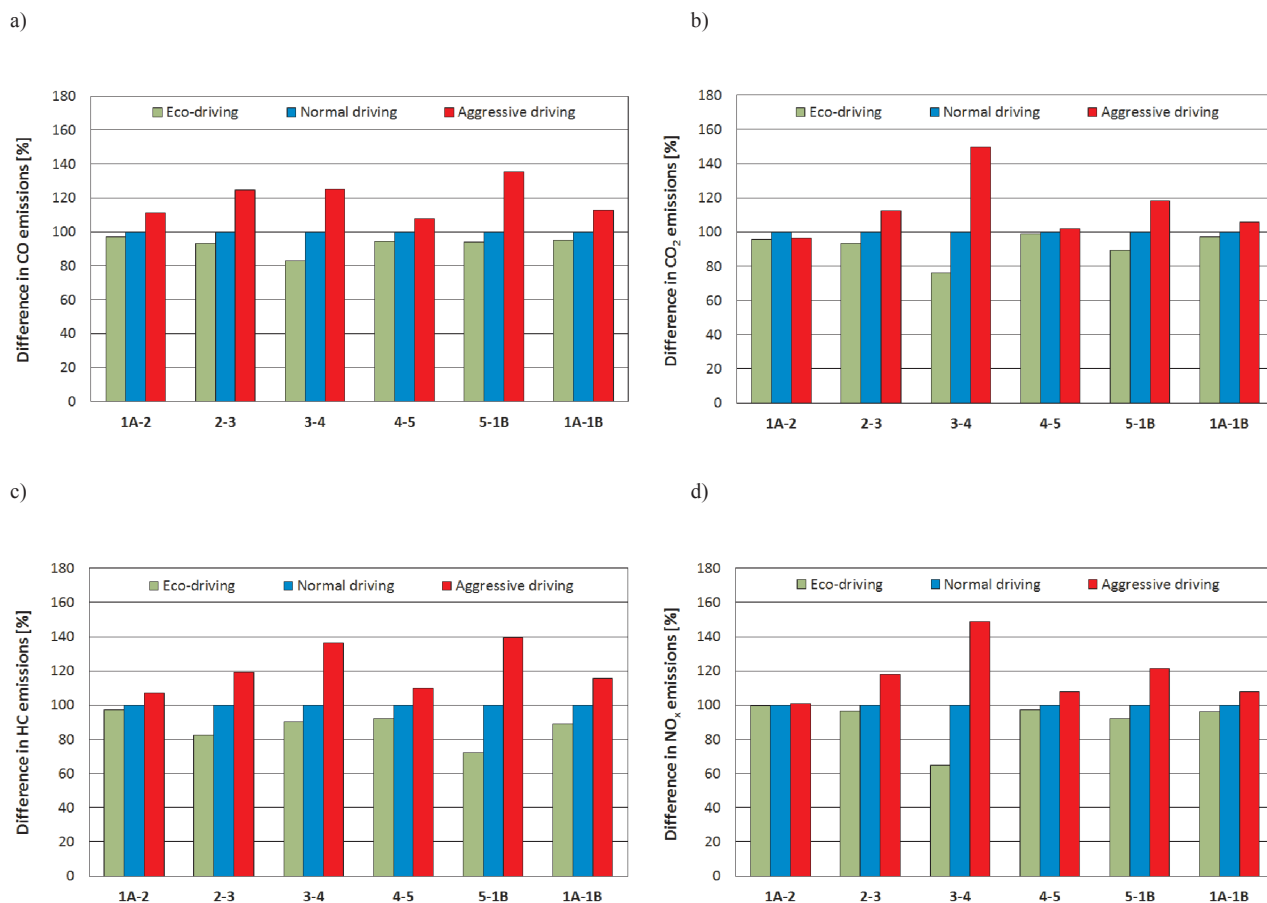 a)
Difference in CO emissions [%]
180
160
140
120
100
80
60
40
20
0
Eco-driving Normal driving Aggressive driving
1A-2 2-3 3-4 4-5 5-1B 1A-1B
b)
Difference in CO₂ emissions [%]
180
160
140
120
100
80
60
40
20
0
Eco-driving Normal driving Aggressive driving
1A-2 2-3 3-4 4-5 5-1B 1A-1B
c)
Difference in HC emissions [%]
180
160
140
120
100
80
60
40
20
0
Eco-driving Normal driving Aggressive driving
1A-2 2-3 3-4 4-5 5-1B 1A-1B
d)
Difference in NOₓ emissions [%]
180
160
140
120
100
80
60
40
20
0
Eco-driving Normal driving Aggressive driving
1A-2 2-3 3-4 4-5 5-1B 1A-1B